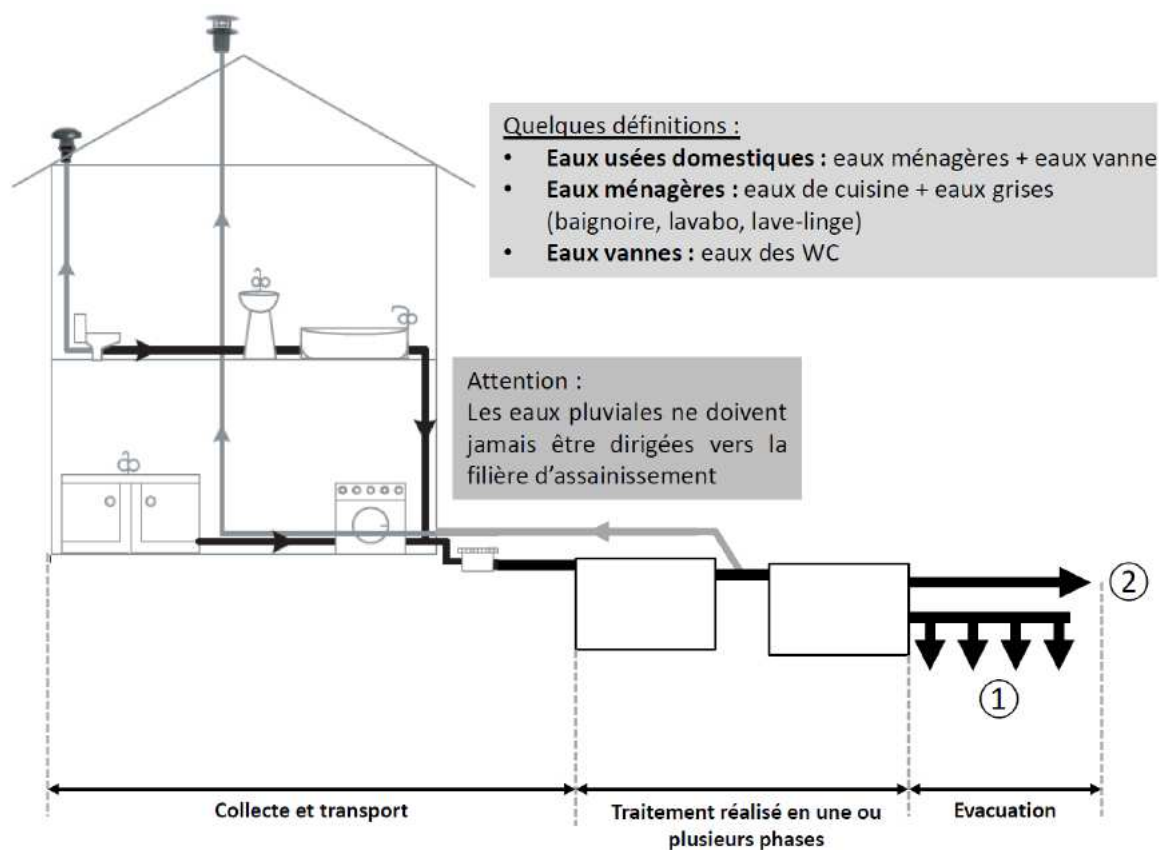 Quelques définitions :
• Eaux usées domestiques : eaux ménagères + eaux vanne
• Eaux ménagères : eaux de cuisine + eaux grises
(baignoire, lavabo, lave-linge)
• Eaux vannes : eaux des WC
Attention :
Les eaux pluviales ne doivent
jamais être dirigées vers la
filière d’assainissement
②
①
Collecte et transport
Traitement réalisé en une ou
plusieurs phases
Evacuation